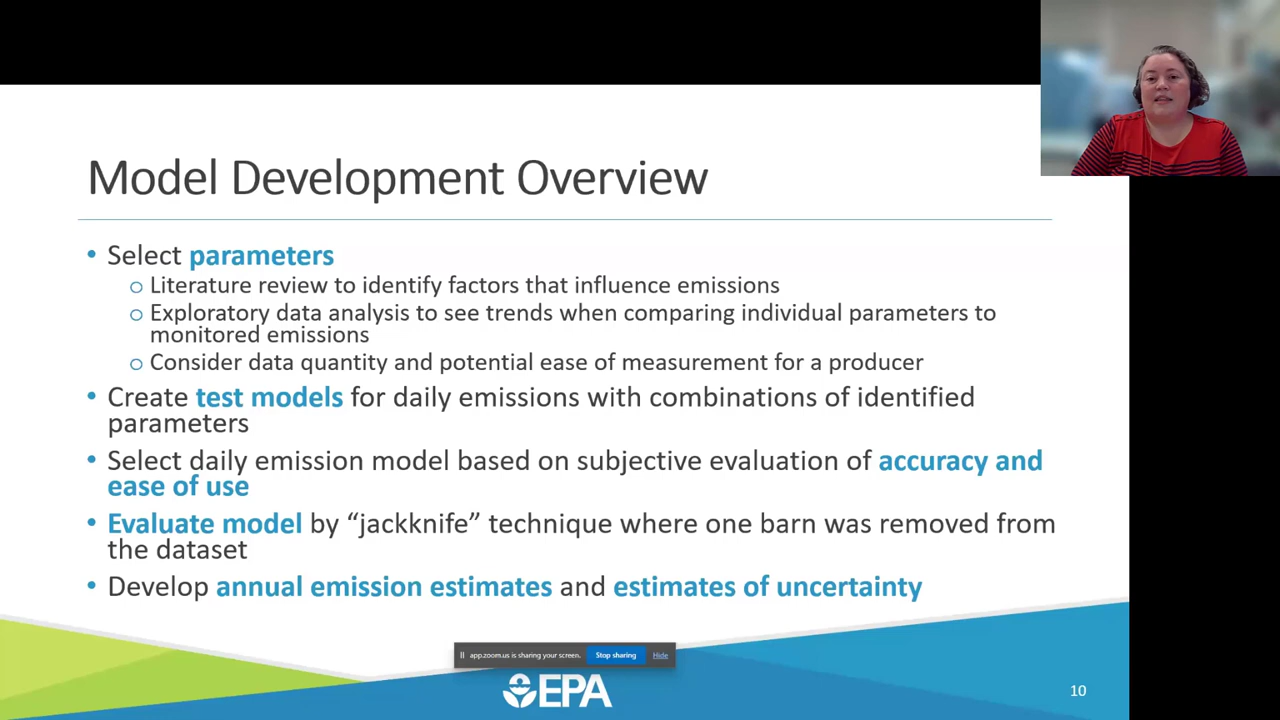 Model Development Overview
• Select parameters
o Literature review to identify factors that influence emissions
o Exploratory data analysis to see trends when comparing individual parameters to
monitored emissions
o Consider data quantity and potential ease of measurement for a producer
• Create test models for daily emissions with combinations of identified
parameters
• Select daily emission model based on subjective evaluation of accuracy and
ease of use
• Evaluate model by “jackknife” technique where one barn was removed from
the dataset
• Develop annual emission estimates and estimates of uncertainty
app.zoom.us is sharing your screen. Stop sharing Hide
EPA
10